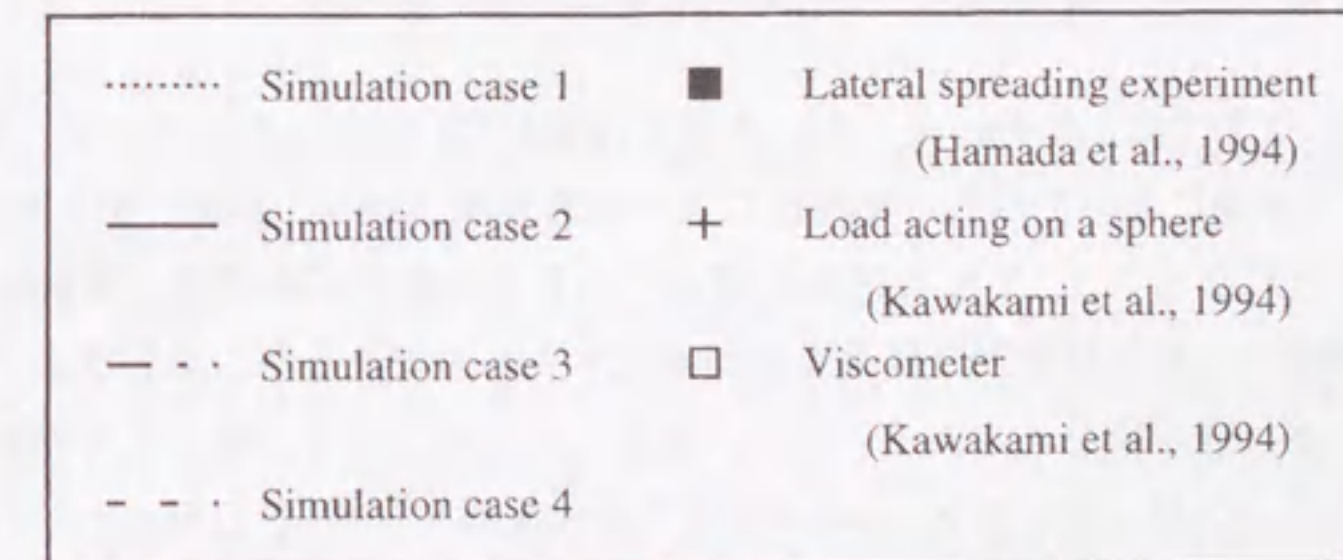 Simulation case 1
Simulation case 2
Simulation case 3
Simulation case 4
Lateral spreading experiment
(Hamada et al., 1994)
Load acting on a sphere
(Kawakami et al., 1994)
Viscometer
(Kawakami et al., 1994)